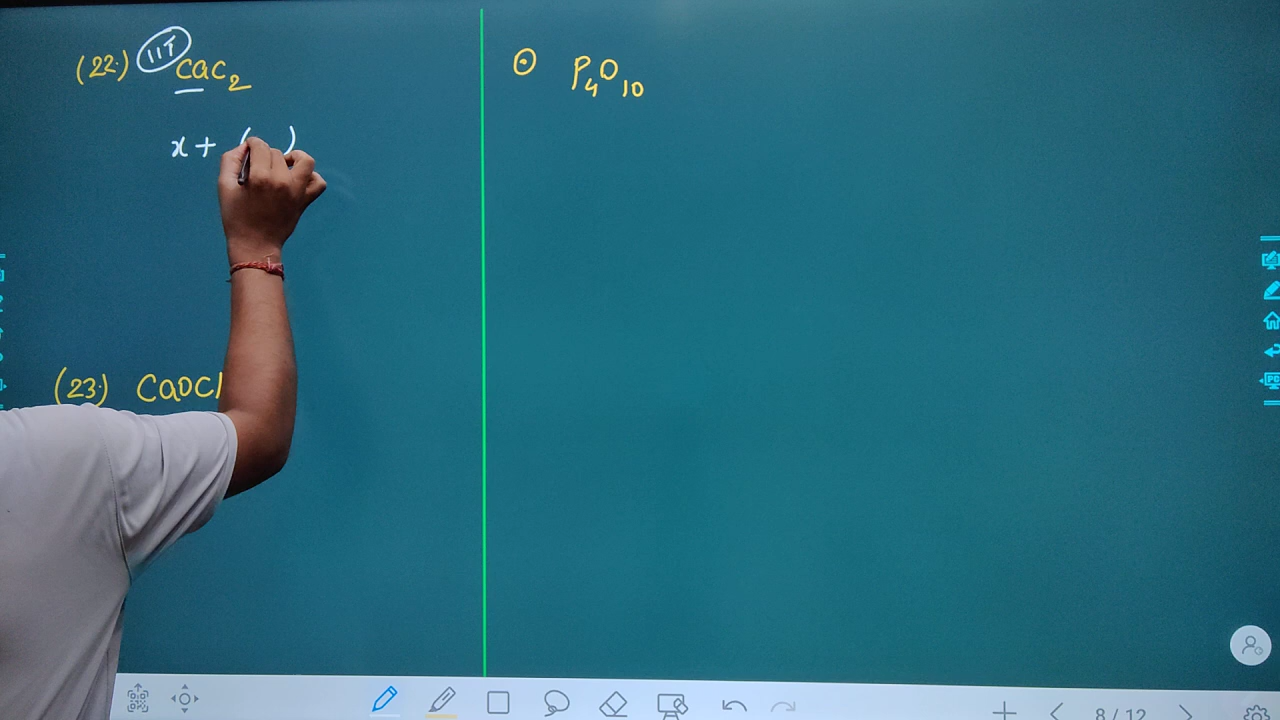 (22.) IIT CaC2
x + ( )
(23.) CaOCl
⊙ P4O10
8 / 12